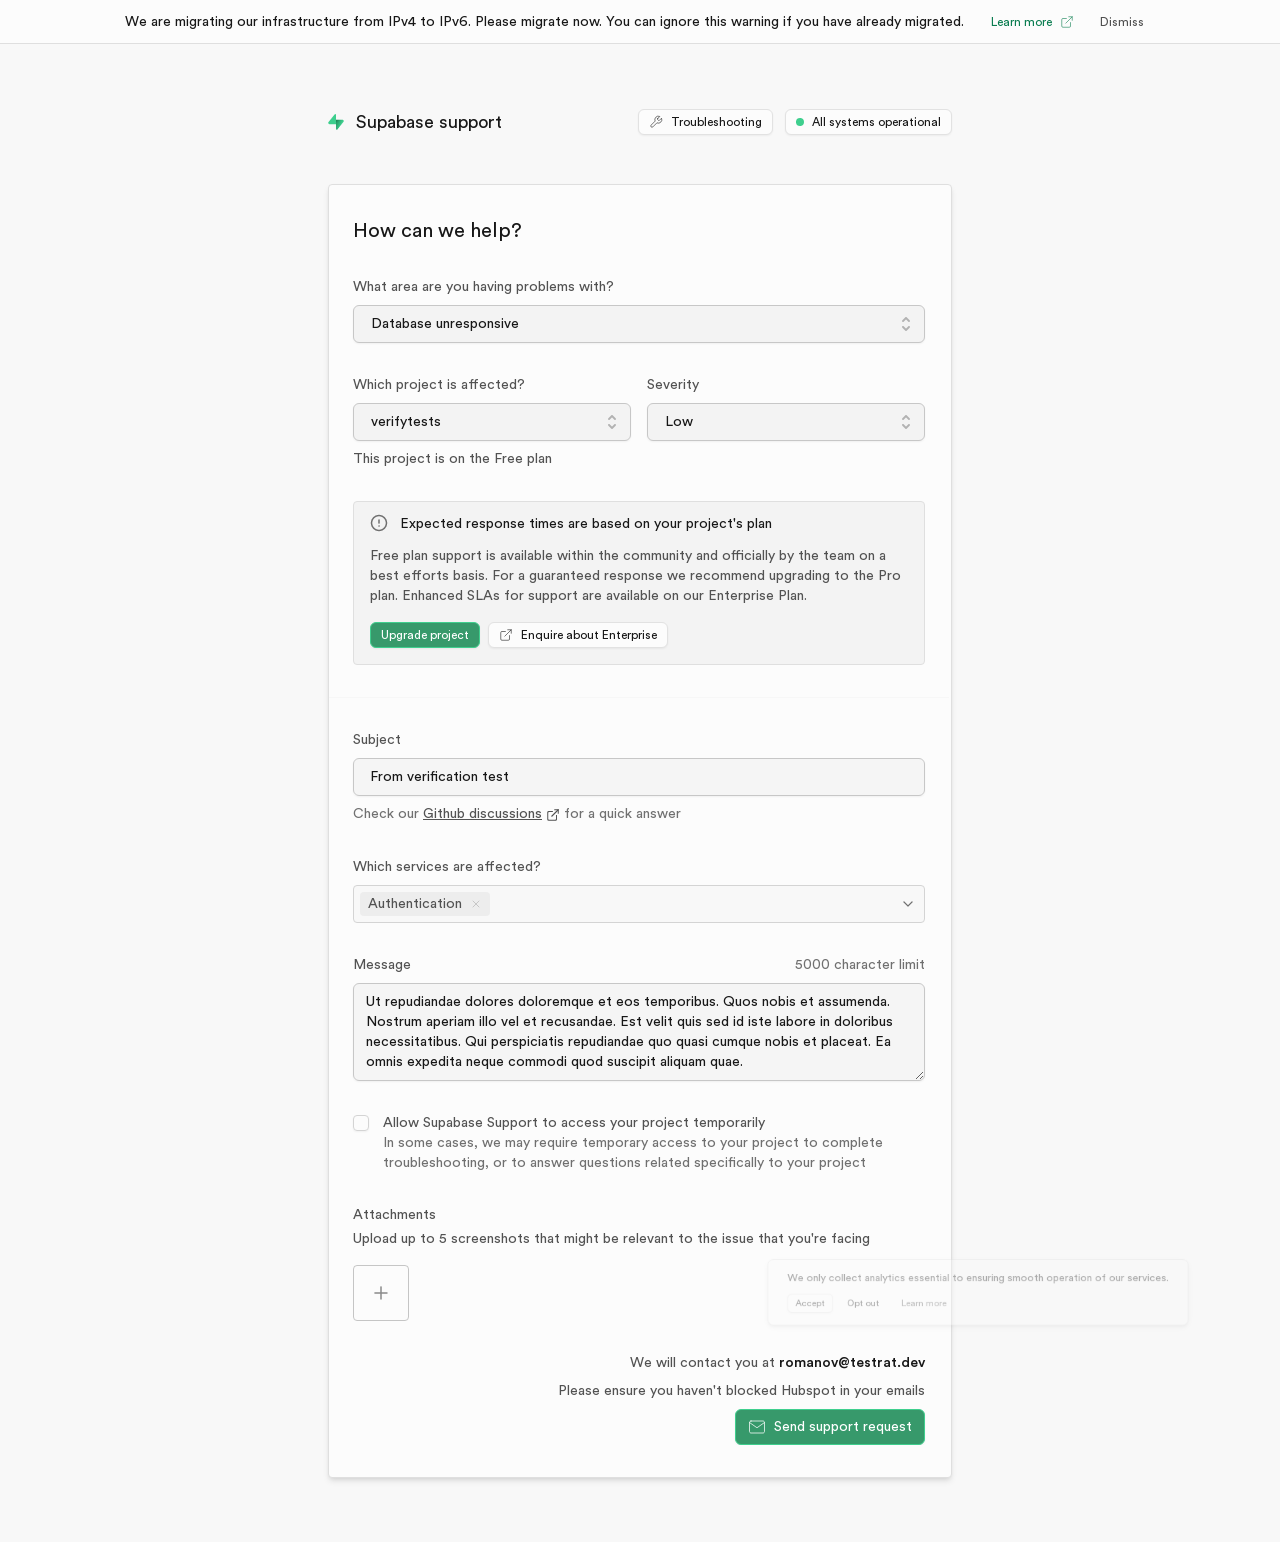 We are migrating our infrastructure from IPv4 to IPv6. Please migrate now. You can ignore this warning if you have already migrated. Learn more Dismiss
Supabase support Troubleshooting All systems operational
How can we help?
What area are you having problems with?
Database unresponsive
Which project is affected? Severity
verifytests Low
This project is on the Free plan
Expected response times are based on your project's plan
Free plan support is available within the community and officially by the team on a
best efforts basis. For a guaranteed response we recommend upgrading to the Pro
plan. Enhanced SLAs for support are available on our Enterprise Plan.
Upgrade project Enquire about Enterprise
Subject
From verification test
Check our Github discussions for a quick answer
Which services are affected?
Authentication
Message 5000 character limit
Ut repudiandae dolores doloremque et eos temporibus. Quos nobis et assumenda.
Nostrum aperiam illo vel et recusandae. Est velit quis sed id iste labore in doloribus
necessitatibus. Qui perspiciatis repudiandae quo quasi cumque nobis et placeat. Ea
omnis expedita neque commodi quod suscipit aliquam quae.
Allow Supabase Support to access your project temporarily
In some cases, we may require temporary access to your project to complete
troubleshooting, or to answer questions related specifically to your project
Attachments
Upload up to 5 screenshots that might be relevant to the issue that you're facing
We only collect analytics essential to ensuring smooth operation of our services.
Accept Opt out Learn more
We will contact you at romanov@testrat.dev
Please ensure you haven't blocked Hubspot in your emails
Send support request